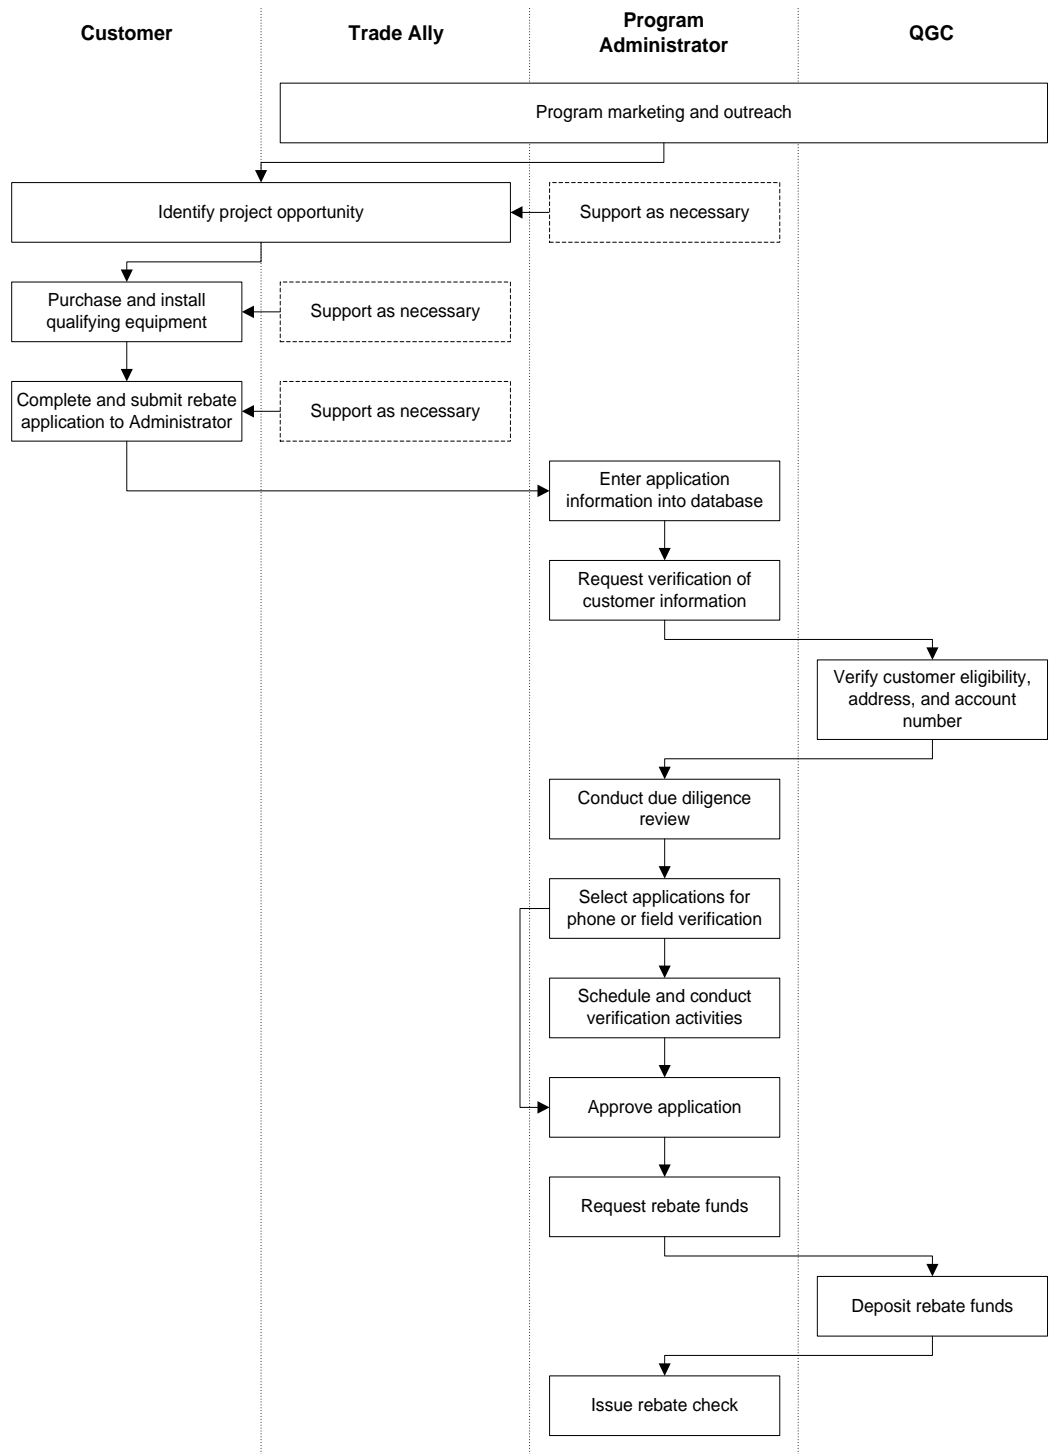 Customer
Trade Ally
Program
Administrator
QGC
Program marketing and outreach
Identify project opportunity
Support as necessary
Purchase and install
qualifying equipment
Support as necessary
Complete and submit rebate
application to Administrator
Support as necessary
Enter application
information into database
Request verification of
customer information
Verify customer eligibility,
address, and account
number
Conduct due diligence
review
Select applications for
phone or field verification
Schedule and conduct
verification activities
Approve application
Request rebate funds
Deposit rebate funds
Issue rebate check